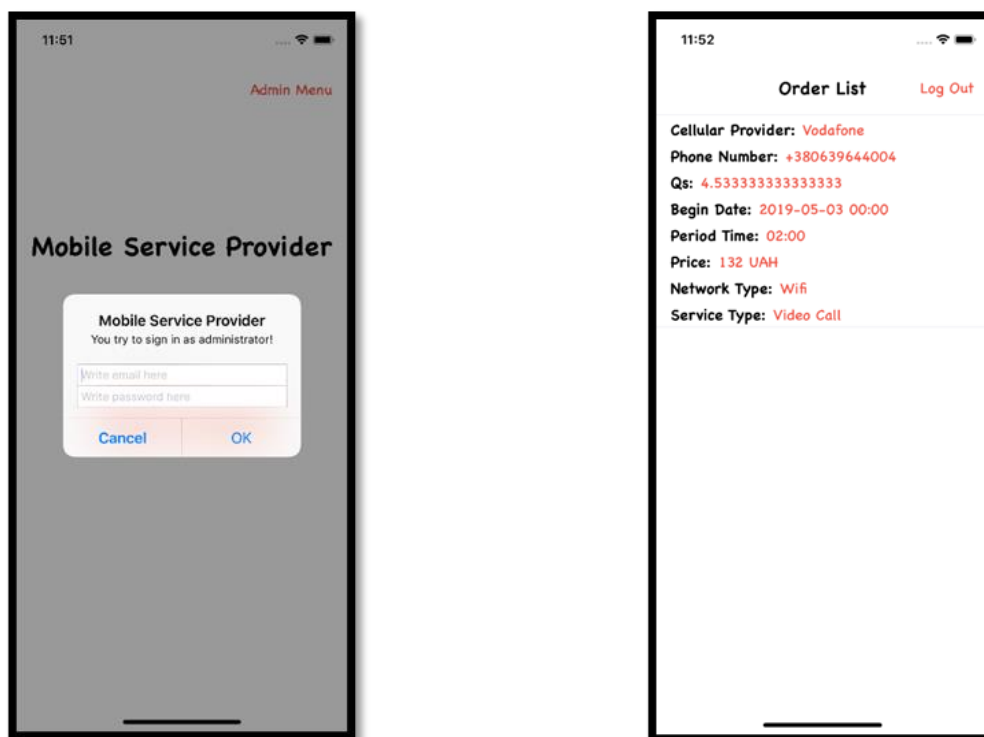 11:51
Admin Menu
Mobile Service Provider
Mobile Service Provider
You try to sign in as administrator!
Write email here
Write password here
Cancel OK
11:52
Order List Log Out
Cellular Provider: Vodafone
Phone Number: +380639644004
Qs: 4.533333333333333
Begin Date: 2019-05-03 00:00
Period Time: 02:00
Price: 132 UAH
Network Type: Wifi
Service Type: Video Call